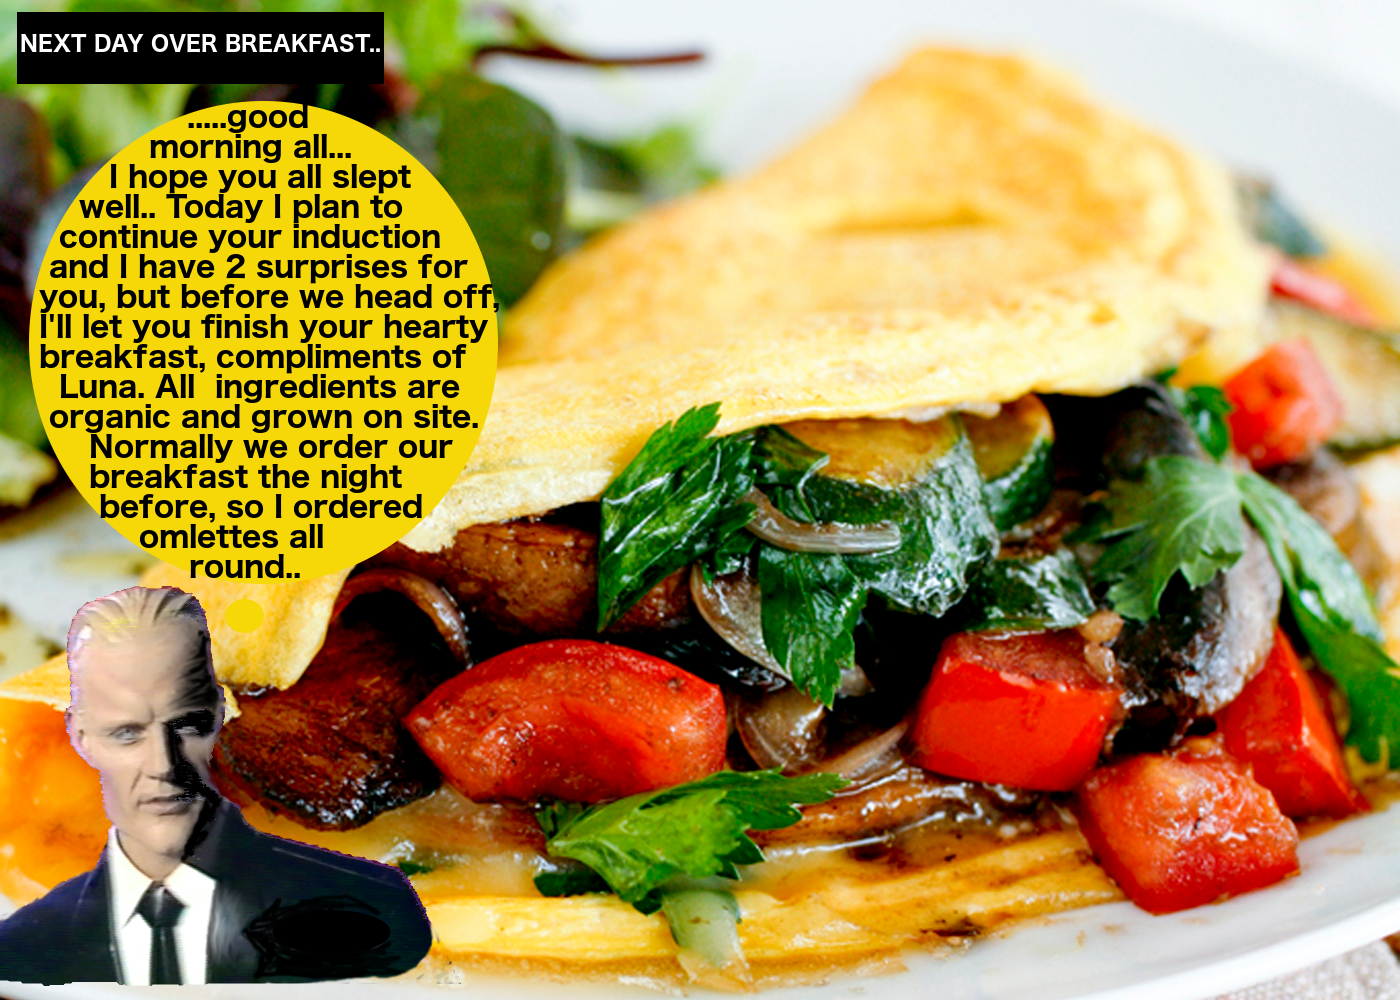 NEXT DAY OVER BREAKFAST..
.....good
morning all...
I hope you all slept
well.. Today I plan to
continue your induction
and I have 2 surprises for
you, but before we head off,
I'll let you finish your hearty
breakfast, compliments of
Luna. All  ingredients are
organic and grown on site.
Normally we order our
breakfast the night
before, so I ordered
omlettes all
round..